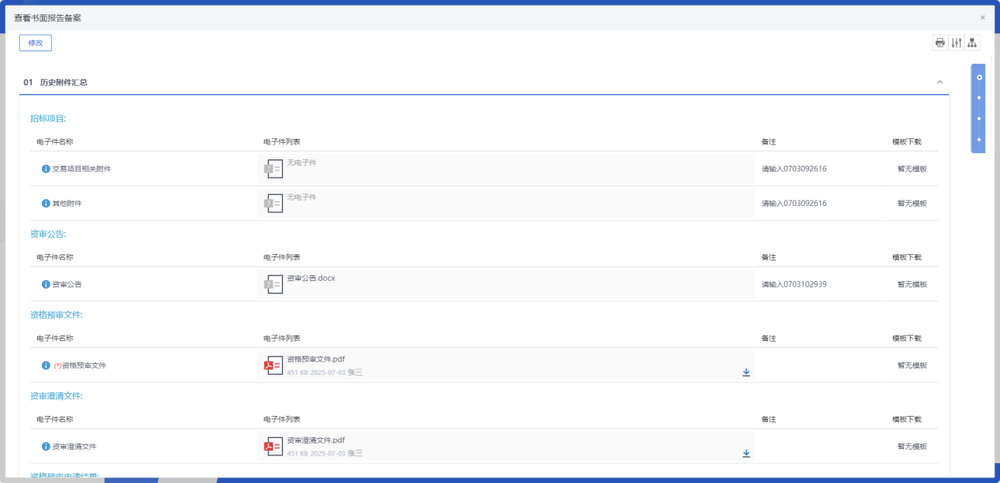 查看书面报告备案
×
修改
01 历史附件汇总
招标项目:
电子件名称 电子件列表 备注 模板下载
交易项目相关附件 无电子件 请输入0703092616 暂无模板
其他附件 无电子件 请输入0703092616 暂无模板
资审公告:
电子件名称 电子件列表 备注 模板下载
资审公告 资审公告.docx 请输入0703102939 暂无模板
资格预审文件:
电子件名称 电子件列表 备注 模板下载
(*)资格预审文件 资格预审文件.pdf 暂无模板
451 KB 2025-07-03 张三
资审澄清文件:
电子件名称 电子件列表 备注 模板下载
资审澄清文件 资审澄清文件.pdf 暂无模板
451 KB 2025-07-03 张三
资格预审申请结果: